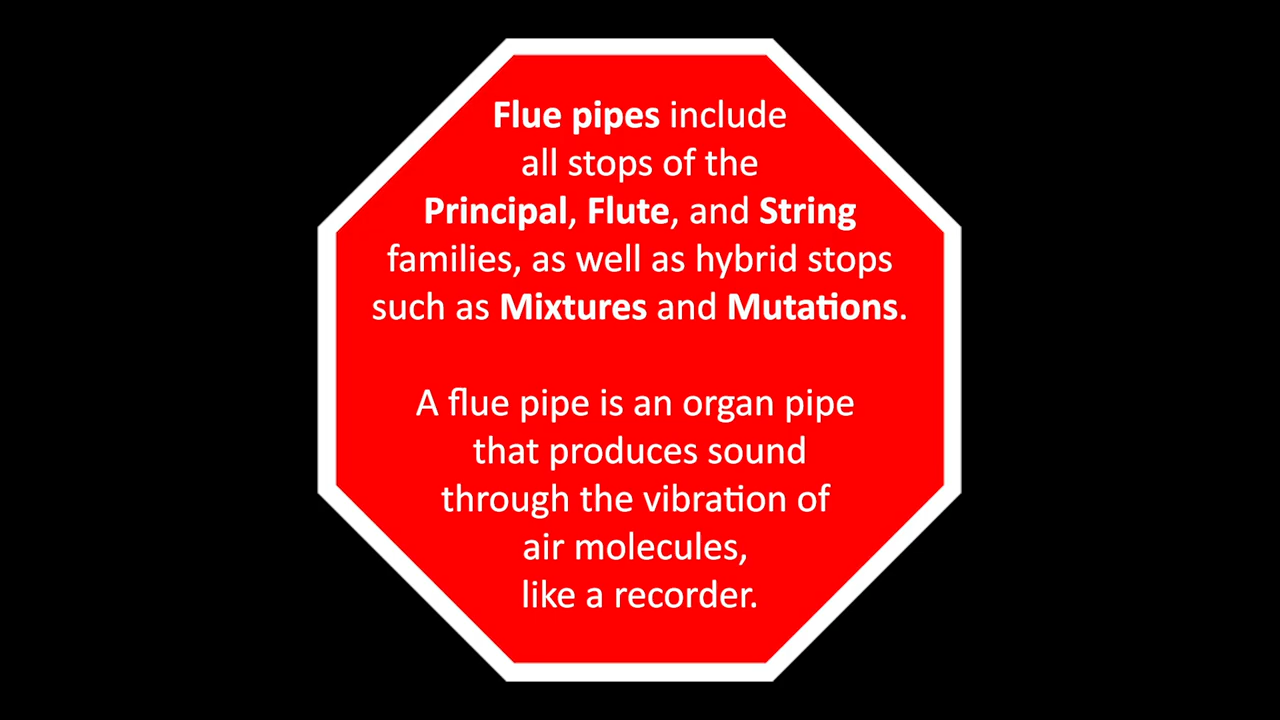 Flue pipes include
all stops of the
Principal, Flute, and String
families, as well as hybrid stops
such as Mixtures and Mutations.
A flue pipe is an organ pipe
that produces sound
through the vibration of
air molecules,
like a recorder.